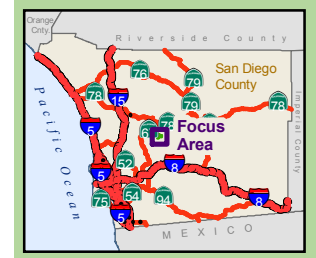 Orange
Cnty.
Riverside County
76
79
San Diego
County
78
15
79
78
Imperial County
5
Pacific Ocean
Focus
Area
52
8
5
75
54
94
8
5
MEXICO